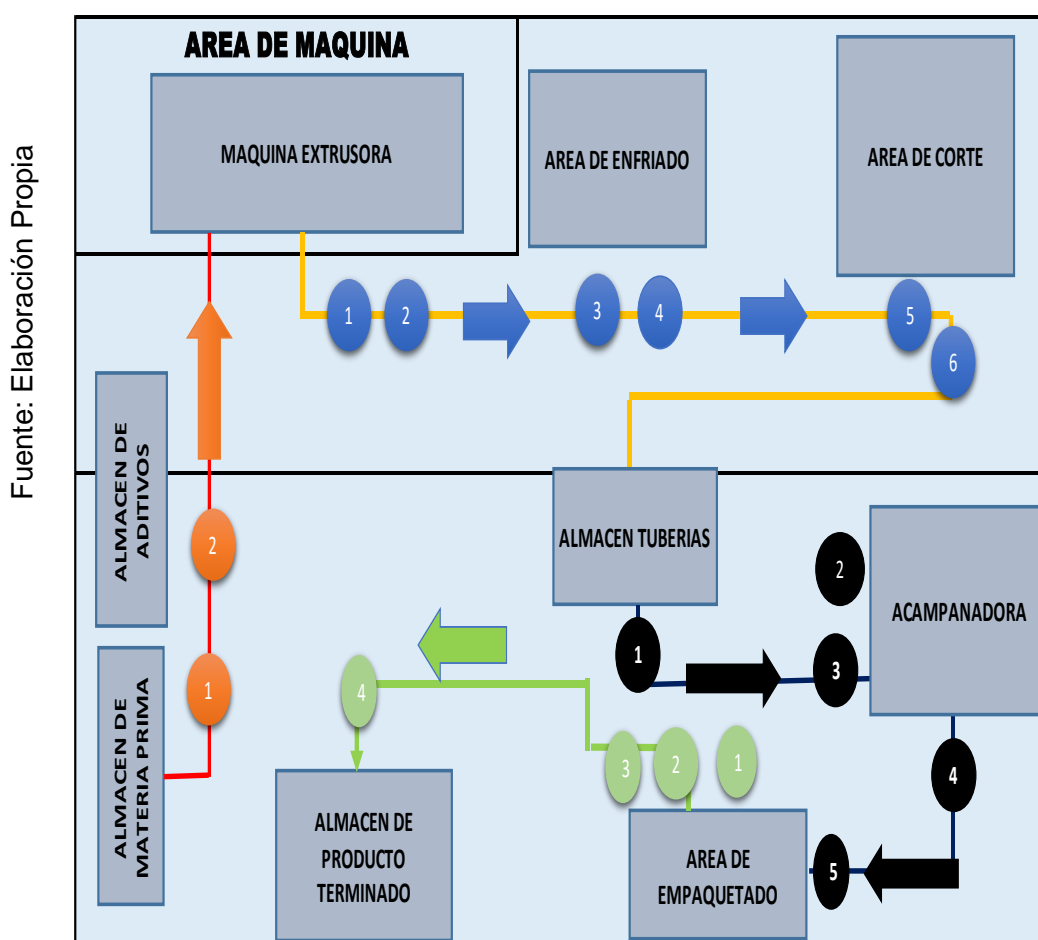 Fuente: Elaboración Propia
AREA DE MAQUINA
MAQUINA EXTRUSORA
AREA DE ENFRIADO
AREA DE CORTE
1
2
3
4
5
6
ALMACEN DE
ADITIVOS
2
1
ALMACEN DE
MATERIA PRIMA
ALMACEN TUBERIAS
2
ACAMPANADORA
1
3
4
5
4
3
2
1
ALMACEN DE
PRODUCTO
TERMINADO
AREA DE
EMPAQUETADO